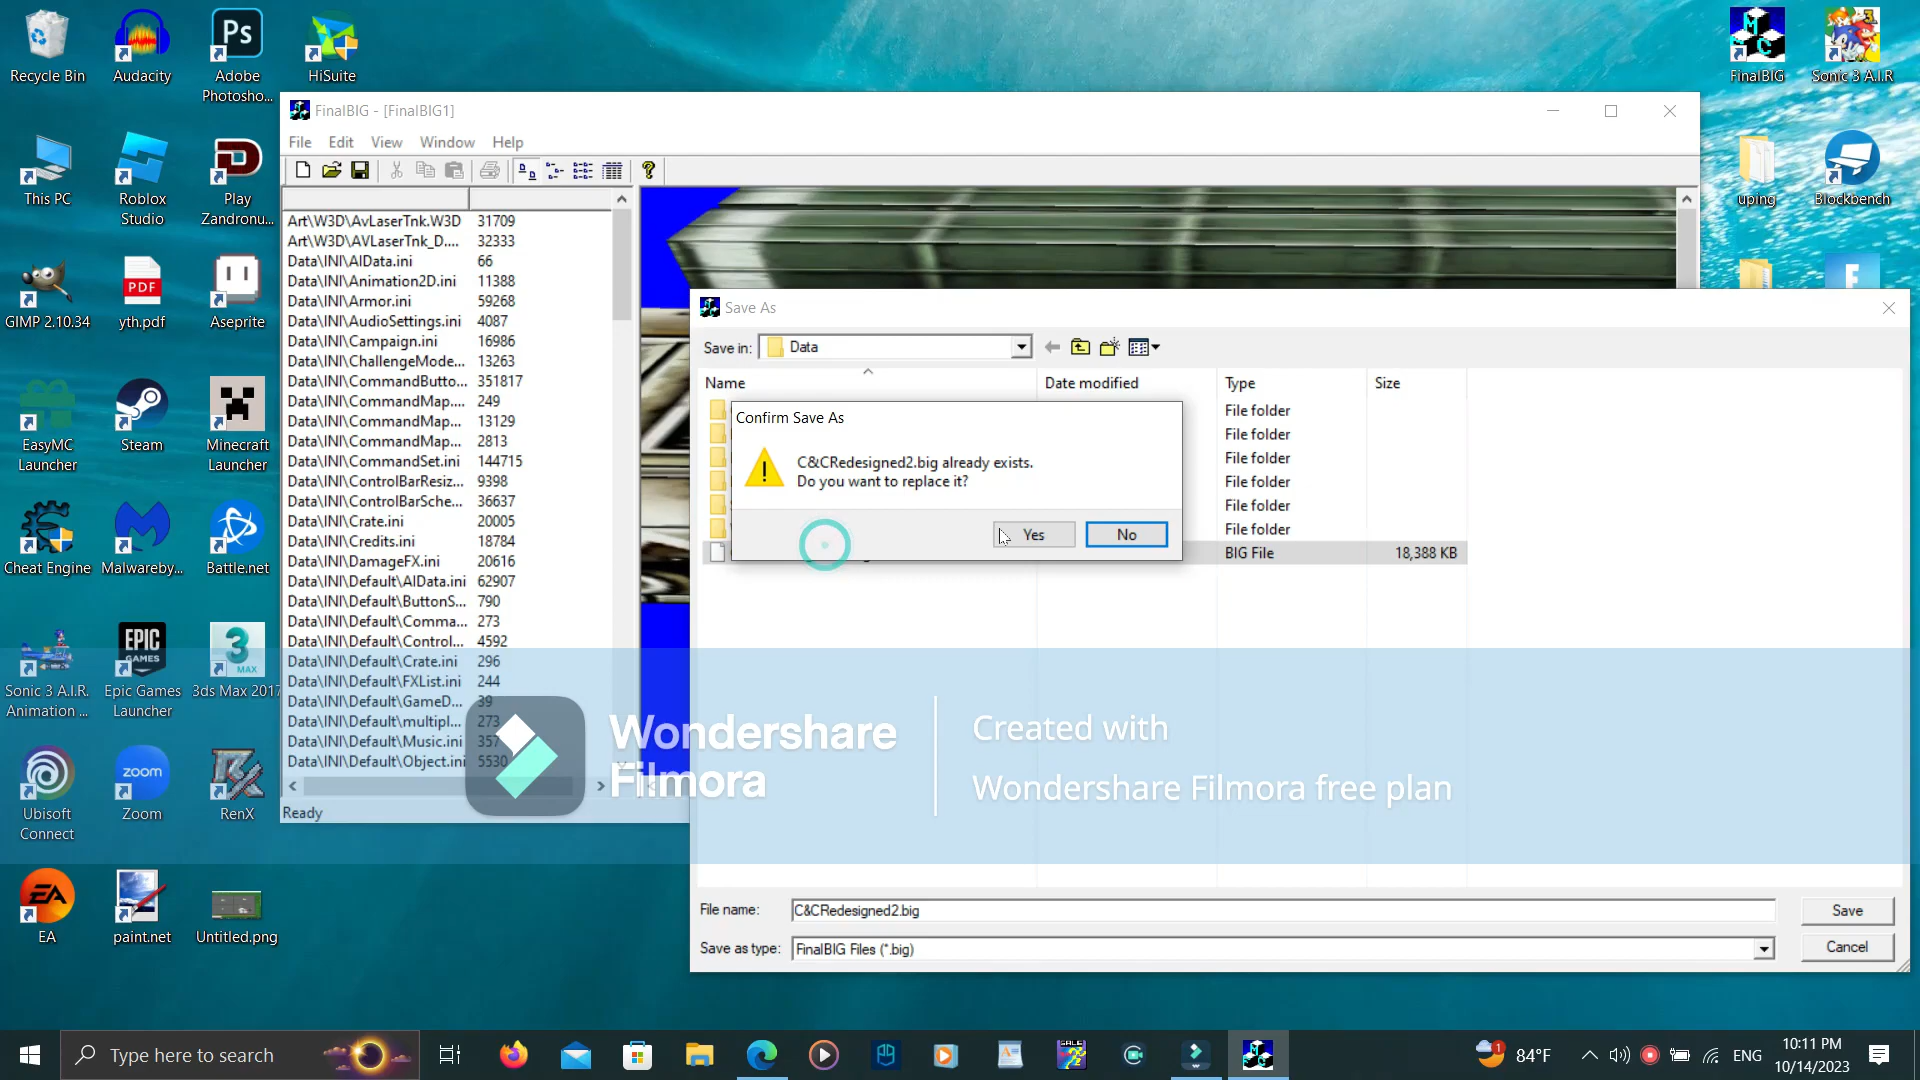 Recycle Bin
Audacity
Adobe
Photosho...
HiSuite
FinalBIG
Sonic 3 A.I.R
This PC
Roblox
Studio
Play
Zandronu...
uping
Blockbench
GIMP 2.10.34
PDF
yth.pdf
Aseprite
EasyMC
Launcher
Steam
Minecraft
Launcher
Cheat Engine
Malwareby...
Battle.net
Sonic 3 A.I.R.
Animation ...
Epic Games
Launcher
3ds Max 2017
Ubisoft
Connect
Zoom
RenX
EA
paint.net
Untitled.png
FinalBIG - [FinalBIG1]
File Edit View Window Help
Art\W3D\AvLaserTnk.W3D 31709
Art\W3D\AVLaserTnk_D.... 32333
Data\INI\AIData.ini 66
Data\INI\Animation2D.ini 11388
Data\INI\Armor.ini 59268
Data\INI\AudioSettings.ini 4087
Data\INI\Campaign.ini 16986
Data\INI\ChallengeMode... 13263
Data\INI\CommandButto... 351817
Data\INI\CommandMap.... 249
Data\INI\CommandMap... 13129
Data\INI\CommandMap... 2813
Data\INI\CommandSet.ini 144715
Data\INI\ControlBarResiz... 9398
Data\INI\ControlBarSche... 36637
Data\INI\Crate.ini 20005
Data\INI\Credits.ini 18784
Data\INI\DamageFX.ini 20616
Data\INI\Default\AIData.ini 62907
Data\INI\Default\ButtonS... 790
Data\INI\Default\Comma... 273
Data\INI\Default\Control... 4592
Data\INI\Default\Crate.ini 296
Data\INI\Default\FXList.ini 244
Data\INI\Default\GameD... 39
Data\INI\Default\multipl... 273
Data\INI\Default\Music.ini 357
Data\INI\Default\Object.ini 5530
Ready
Save As
Save in: Data
Name Date modified Type Size
File folder
File folder
File folder
File folder
File folder
File folder
BIG File 18,388 KB
Confirm Save As
C&CRedesigned2.big already exists.
Do you want to replace it?
Yes No
File name: C&CRedesigned2.big Save
Save as type: FinalBIG Files (*.big) Cancel
Wondershare
Filmora
Created with
Wondershare Filmora free plan
Type here to search
84°F
ENG
10:11 PM
10/14/2023